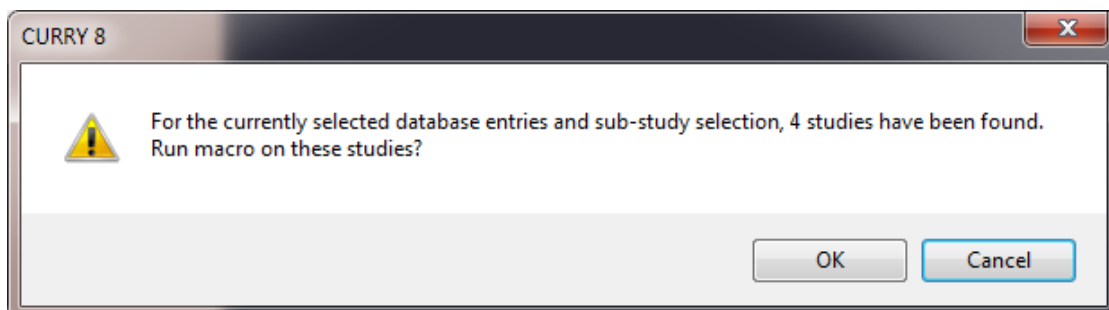 CURRY 8
For the currently selected database entries and sub-study selection, 4 studies have been found.
Run macro on these studies?
OK
Cancel